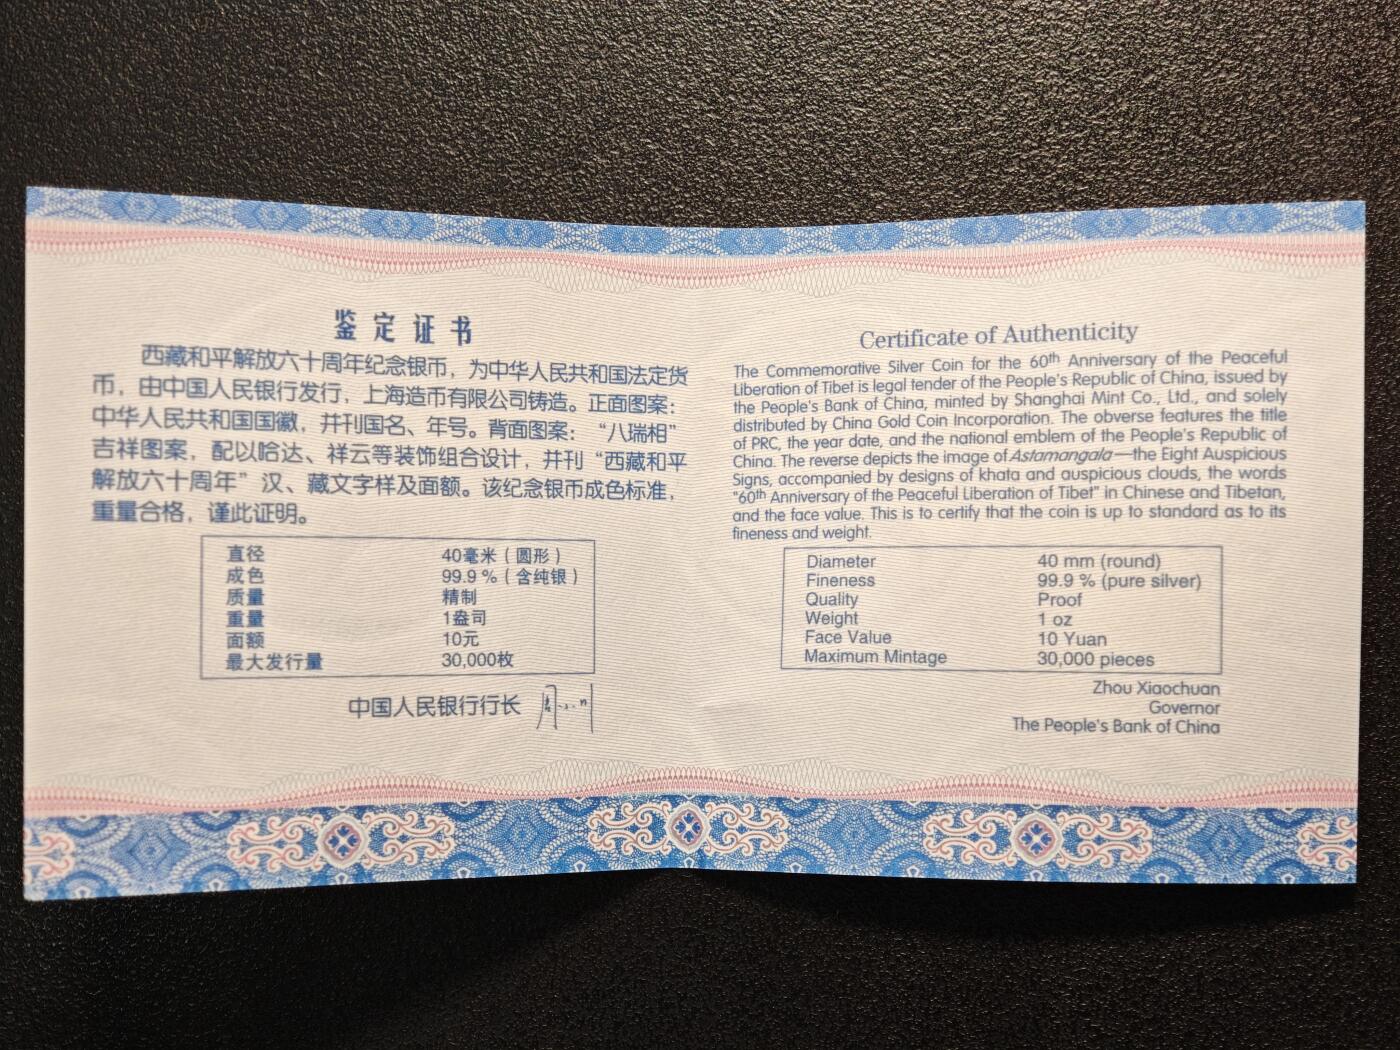 鉴定证书
西藏和平解放六十周年纪念银币，为中华人民共和国法定货
币，由中国人民银行发行，上海造币有限公司铸造。正面图案：
中华人民共和国国徽，并刊国名、年号。背面图案：“八瑞相”
吉祥图案，配以哈达、祥云等装饰组合设计，并刊“西藏和平
解放六十周年”汉、藏文字样及面额。该纪念银币成色标准，
重量合格，谨此证明。
直径 40毫米（圆形）
成色 99.9 %（含纯银）
质量 精制
重量 1盎司
面额 10元
最大发行量 30,000枚
中国人民银行行长
Certificate of Authenticity
The Commemorative Silver Coin for the 60th Anniversary of the Peaceful
Liberation of Tibet is legal tender of the People's Republic of China, issued by
the People's Bank of China, minted by Shanghai Mint Co., Ltd., and solely
distributed by China Gold Coin Incorporation. The obverse features the title
of PRC, the year date, and the national emblem of the People's Republic of
China. The reverse depicts the image of Astamangala—the Eight Auspicious
Signs, accompanied by designs of khata and auspicious clouds, the words
"60th Anniversary of the Peaceful Liberation of Tibet" in Chinese and Tibetan,
and the face value. This is to certify that the coin is up to standard as to its
fineness and weight.
Diameter 40 mm (round)
Fineness 99.9 % (pure silver)
Quality Proof
Weight 1 oz
Face Value 10 Yuan
Maximum Mintage 30,000 pieces
Zhou Xiaochuan
Governor
The People's Bank of China